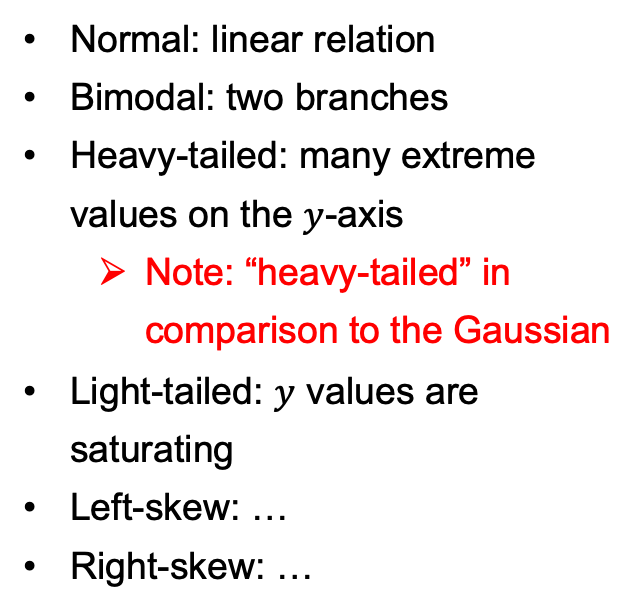 • Normal: linear relation
• Bimodal: two branches
• Heavy-tailed: many extreme
values on the y-axis
➢ Note: “heavy-tailed” in
comparison to the Gaussian
• Light-tailed: y values are
saturating
• Left-skew: …
• Right-skew: …